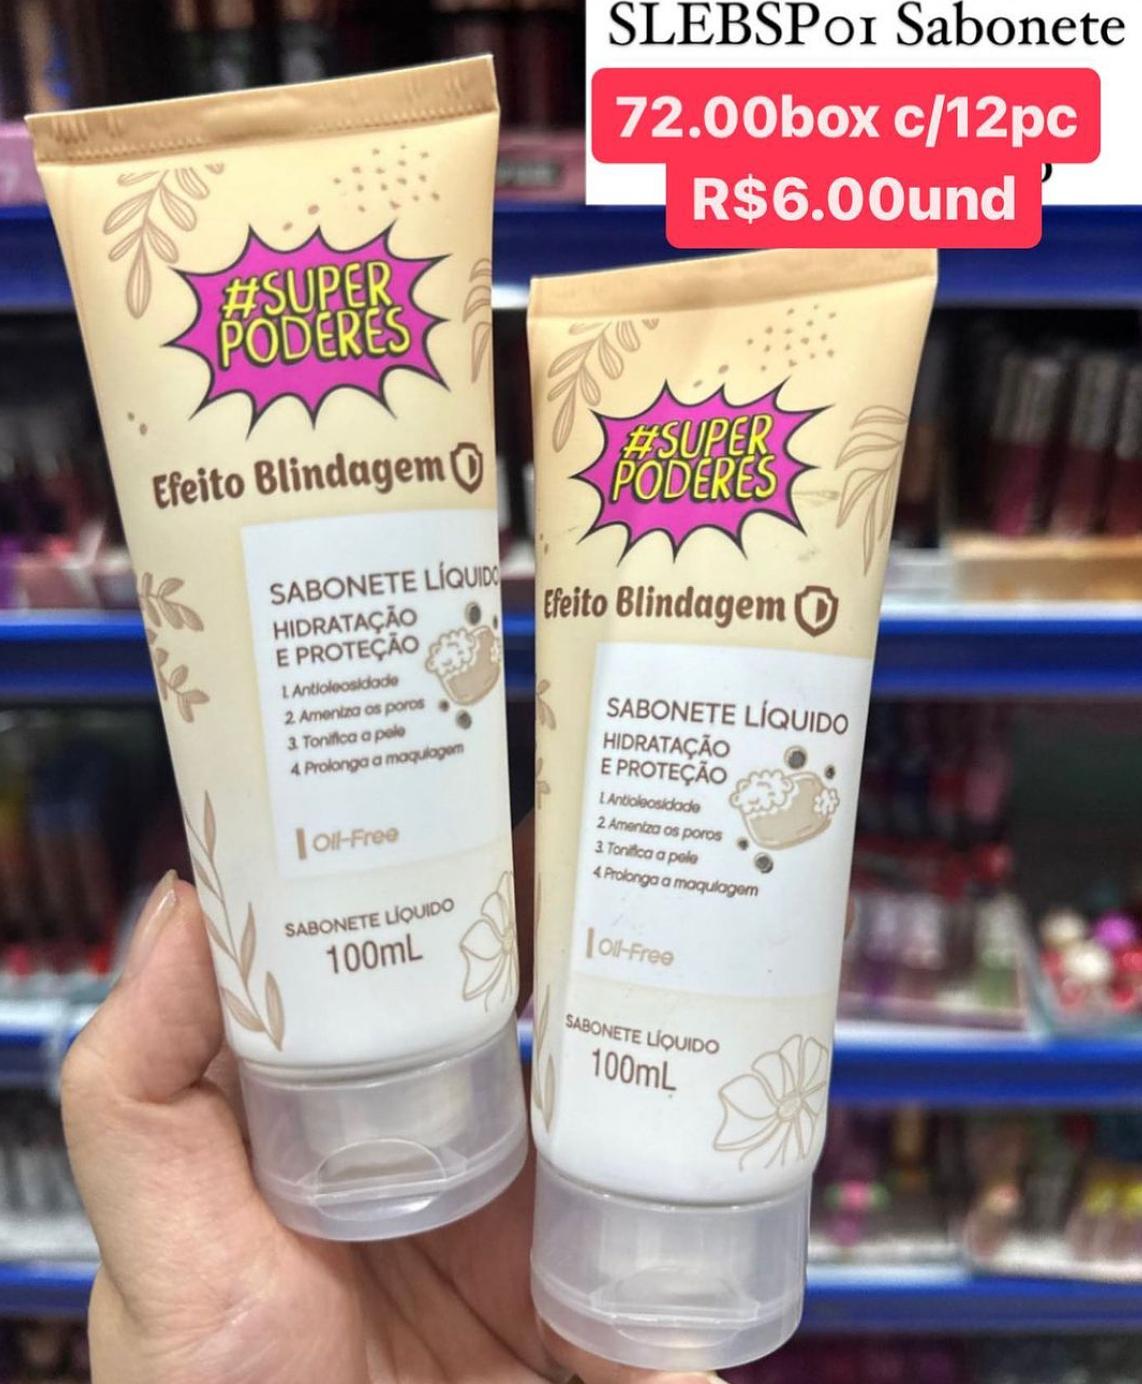 SLEBSP01 Sabonete
72.00box c/12pc
R$6.00und
#SUPER
PODERES
Efeito Blindagem
SABONETE LÍQUIDO
HIDRATAÇÃO
E PROTEÇÃO
1. Antioleosidade
2. Ameniza os poros
3. Tonifica a pele
4. Prolonga a maquiagem
Oil-Free
SABONETE LÍQUIDO
100mL
#SUPER
PODERES
Efeito Blindagem
SABONETE LÍQUIDO
HIDRATAÇÃO
E PROTEÇÃO
1. Antioleosidade
2. Ameniza os poros
3. Tonifica a pele
4. Prolonga a maquiagem
Oil-Free
SABONETE LÍQUIDO
100mL